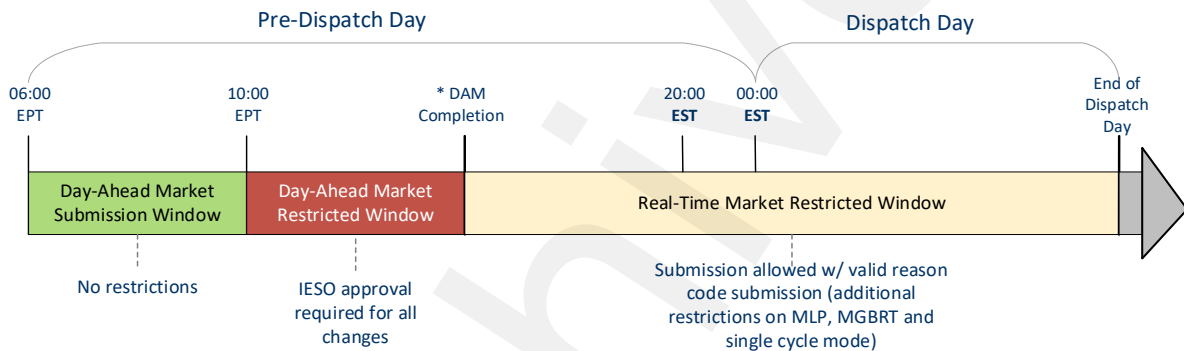 Pre-Dispatch Day
Dispatch Day
06:00
EPT
10:00
EPT
* DAM
Completion
20:00
EST
00:00
EST
End of
Dispatch
Day
Day-Ahead Market
Submission Window
Day-Ahead Market
Restricted Window
Real-Time Market Restricted Window
No restrictions
IESO approval
required for all
changes
Submission allowed w/ valid reason
code submission (additional
restrictions on MLP, MGBRT and
single cycle mode)